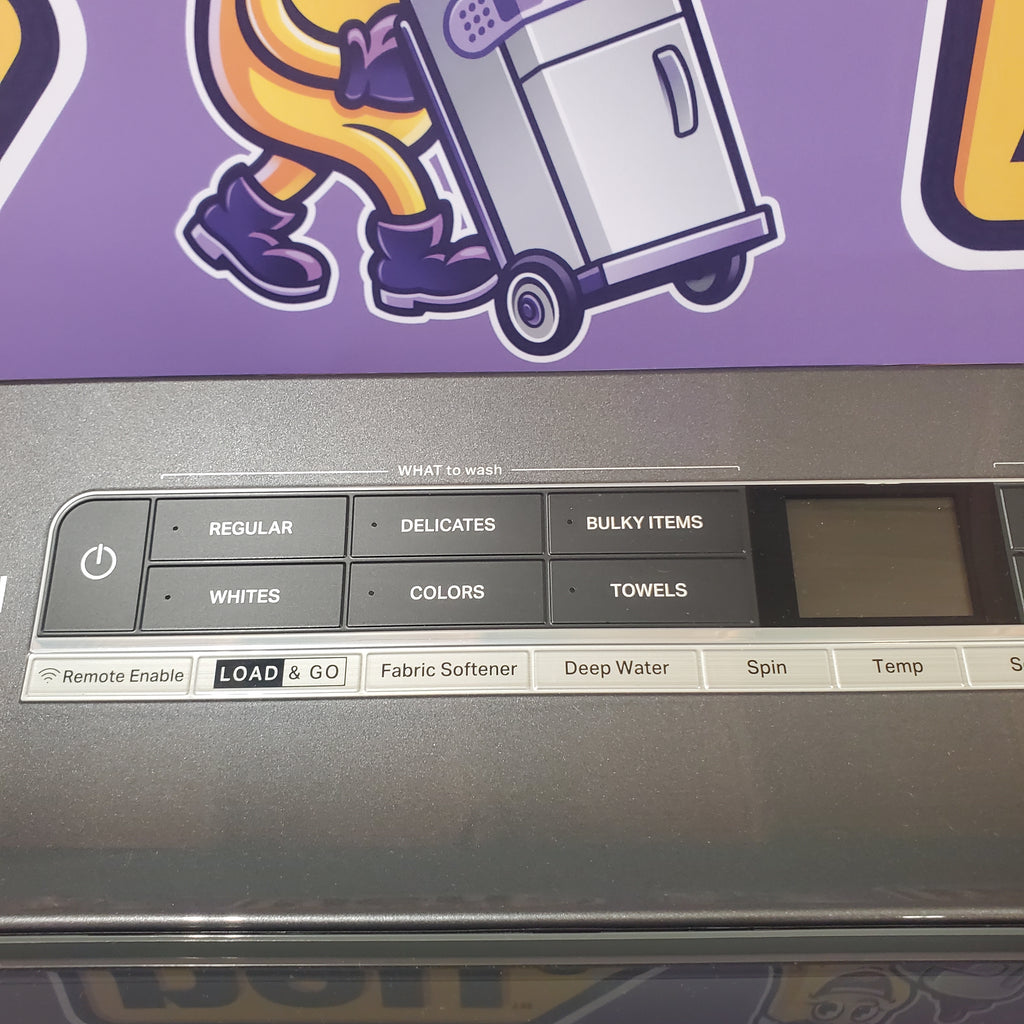 WHAT to wash
REGULAR DELICATES BULKY ITEMS
WHITES COLORS TOWELS
Remote Enable LOAD & GO Fabric Softener Deep Water Spin Temp